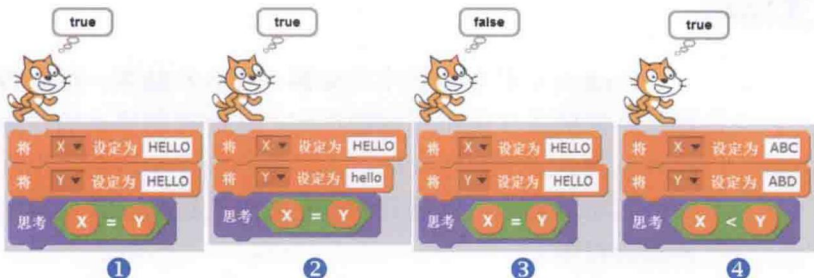 true
true
false
true
将 X 设定为 HELLO
将 Y 设定为 HELLO
思考 X = Y
将 X 设定为 HELLO
将 Y 设定为 hello
思考 X = Y
将 X 设定为 HELLO
将 Y 设定为 HELLO
思考 X = Y
将 X 设定为 ABC
将 Y 设定为 ABD
思考 X < Y
1
2
3
4